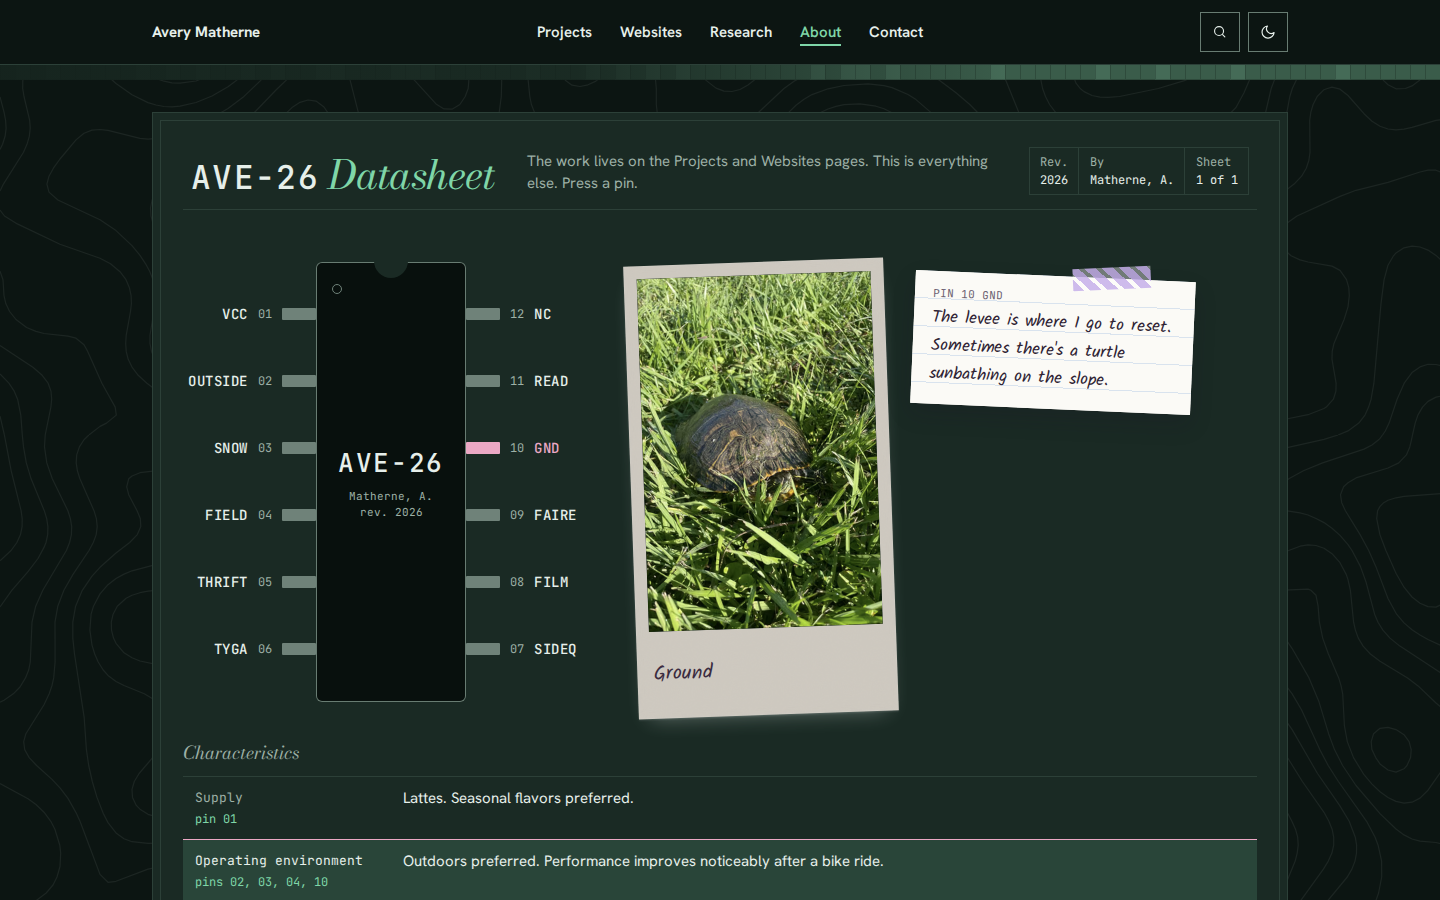 Avery Matherne
Projects Websites Research About Contact
AVE-26 Datasheet
The work lives on the Projects and Websites pages. This is everything
else. Press a pin.
Rev. By Sheet
2026 Matherne, A. 1 of 1
VCC 01
OUTSIDE 02
SNOW 03
FIELD 04
THRIFT 05
TYGA 06
AVE-26
Matherne, A.
rev. 2026
12 NC
11 READ
10 GND
09 FAIRE
08 FILM
07 SIDEQ
Ground
PIN 10 GND
The levee is where I go to reset.
Sometimes there's a turtle
sunbathing on the slope.
Characteristics
Supply
pin 01
Lattes. Seasonal flavors preferred.
Operating environment
pins 02, 03, 04, 10
Outdoors preferred. Performance improves noticeably after a bike ride.